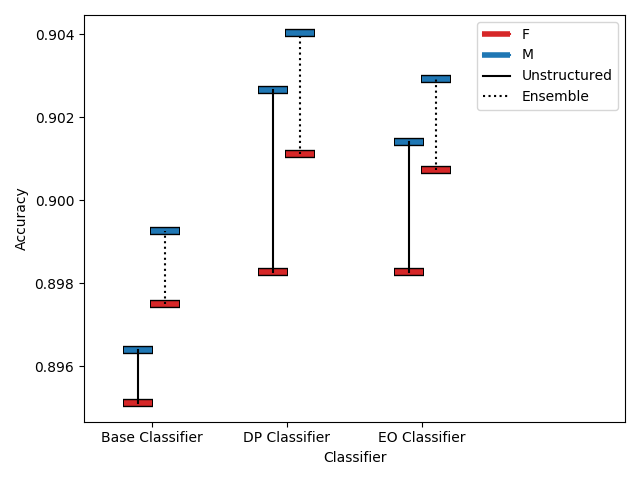 0.904
0.902
0.900
0.898
0.896
Accuracy
F
M
Unstructured
Ensemble
Base Classifier
DP Classifier
EO Classifier
Classifier